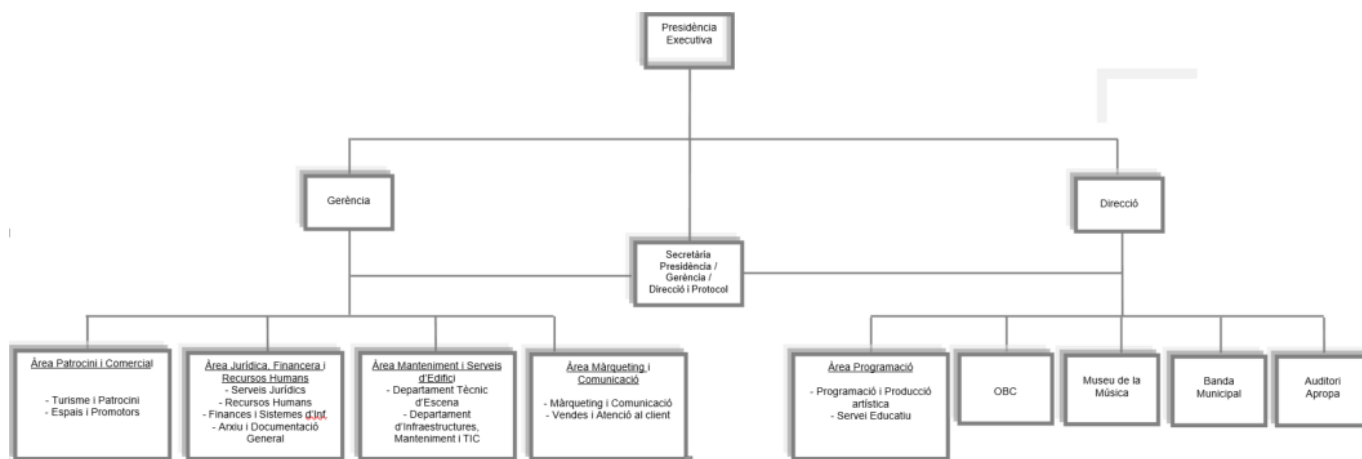 Presidència
Executiva
Gerència
Direcció
Secretària
Presidència /
Gerència /
Direcció i Protocol
Àrea Patrocini i Comercial
- Turisme i Patrocini
- Espais i Promotors
Àrea Jurídica, Financera i
Recursos Humans
- Serveis Jurídics
- Recursos Humans
- Finances i Sistemes d'Inf.
- Arxiu i Documentació
General
Àrea Manteniment i Serveis
d'Edifici
- Departament Tècnic
d'Escena
- Departament
d'Infraestructures,
Manteniment i TIC
Àrea Màrqueting i
Comunicació
- Màrqueting i Comunicació
- Vendes i Atenció al client
Àrea Programació
- Programació i Producció
artística
- Servei Educatiu
OBC
Museu de la
Música
Banda
Municipal
Auditori
Apropa